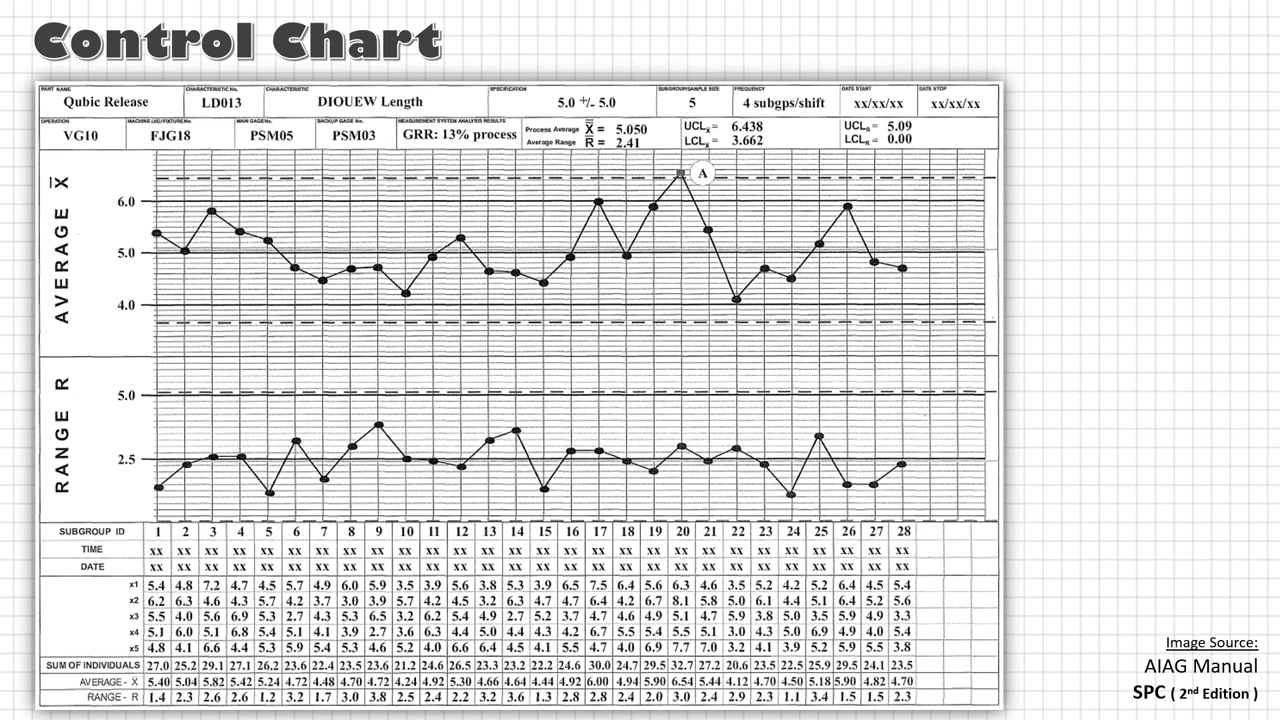 Control Chart
PART NAME CHARACTERISTIC No. CHARACTERISTIC SPECIFICATION SUBGROUP/SAMPLE SIZE FREQUENCY DATE START DATE STOP
Qubic Release LD013 DIOUEW Length 5.0 +/- 5.0 5 4 subgps/shift xx/xx/xx xx/xx/xx
OPERATION MACHINE/JIG/FIXTURE No. MAIN GAGE No. BACKUP GAGE No. MEASUREMENT SYSTEM ANALYSIS RESULTS
VG10 FJG18 PSM05 PSM03 GRR: 13% process
Process Average X̿ = 5.050 UCLX̄ = 6.438 UCLR = 5.09
Average Range R̄ = 2.41 LCLX̄ = 3.662 LCLR = 0.00
AVERAGE X̄
A
6.0
5.0
4.0
RANGE R
5.0
2.5
SUBGROUP ID 1 2 3 4 5 6 7 8 9 10 11 12 13 14 15 16 17 18 19 20 21 22 23 24 25 26 27 28
TIME xx xx xx xx xx xx xx xx xx xx xx xx xx xx xx xx xx xx xx xx xx xx xx xx xx xx xx xx
DATE xx xx xx xx xx xx xx xx xx xx xx xx xx xx xx xx xx xx xx xx xx xx xx xx xx xx xx xx
x1 5.4 4.8 7.2 4.7 4.5 5.7 4.9 6.0 5.9 3.5 3.9 5.6 3.8 5.3 3.9 6.5 7.5 6.4 5.6 6.3 4.6 3.5 5.2 4.2 5.2 6.4 4.5 5.4
x2 6.2 6.3 4.6 4.3 5.7 4.2 3.7 3.0 3.9 5.7 4.2 4.5 3.2 6.3 4.7 4.7 6.4 4.2 6.7 8.1 5.8 5.0 6.1 4.4 5.1 6.4 5.2 5.6
x3 5.5 4.0 5.6 6.9 5.3 2.7 4.3 5.3 6.5 3.2 6.2 5.4 4.9 2.7 5.2 3.7 4.7 4.6 4.9 5.1 4.7 5.9 3.8 5.0 3.5 5.9 4.9 3.3
x4 5.1 6.0 5.1 6.8 5.4 5.1 4.1 3.9 2.7 3.6 6.3 4.4 5.0 4.4 4.3 4.2 6.7 5.5 5.4 5.5 5.1 3.0 4.3 5.0 6.9 4.9 4.0 5.4
x5 4.8 4.1 6.6 4.4 5.3 5.9 5.4 5.3 4.6 5.2 4.0 6.6 6.4 4.5 4.1 5.5 4.7 4.0 6.9 7.7 7.0 3.2 4.1 3.9 5.2 5.9 5.5 3.8
SUM OF INDIVIDUALS 27.0 25.2 29.1 27.1 26.2 23.6 22.4 23.5 23.6 21.2 24.6 26.5 23.3 23.2 22.2 24.6 30.0 24.7 29.5 32.7 27.2 20.6 23.5 22.5 25.9 29.5 24.1 23.5
AVERAGE - X̄ 5.40 5.04 5.82 5.42 5.24 4.72 4.48 4.70 4.72 4.24 4.92 5.30 4.66 4.64 4.44 4.92 6.00 4.94 5.90 6.54 5.44 4.12 4.70 4.50 5.18 5.90 4.82 4.70
RANGE - R 1.4 2.3 2.6 2.6 1.2 3.2 1.7 3.0 3.8 2.5 2.4 2.2 3.2 3.6 1.3 2.8 2.8 2.4 2.0 3.0 2.4 2.9 2.3 1.1 3.4 1.5 1.5 2.3
Image Source:
AIAG Manual
SPC ( 2nd Edition )